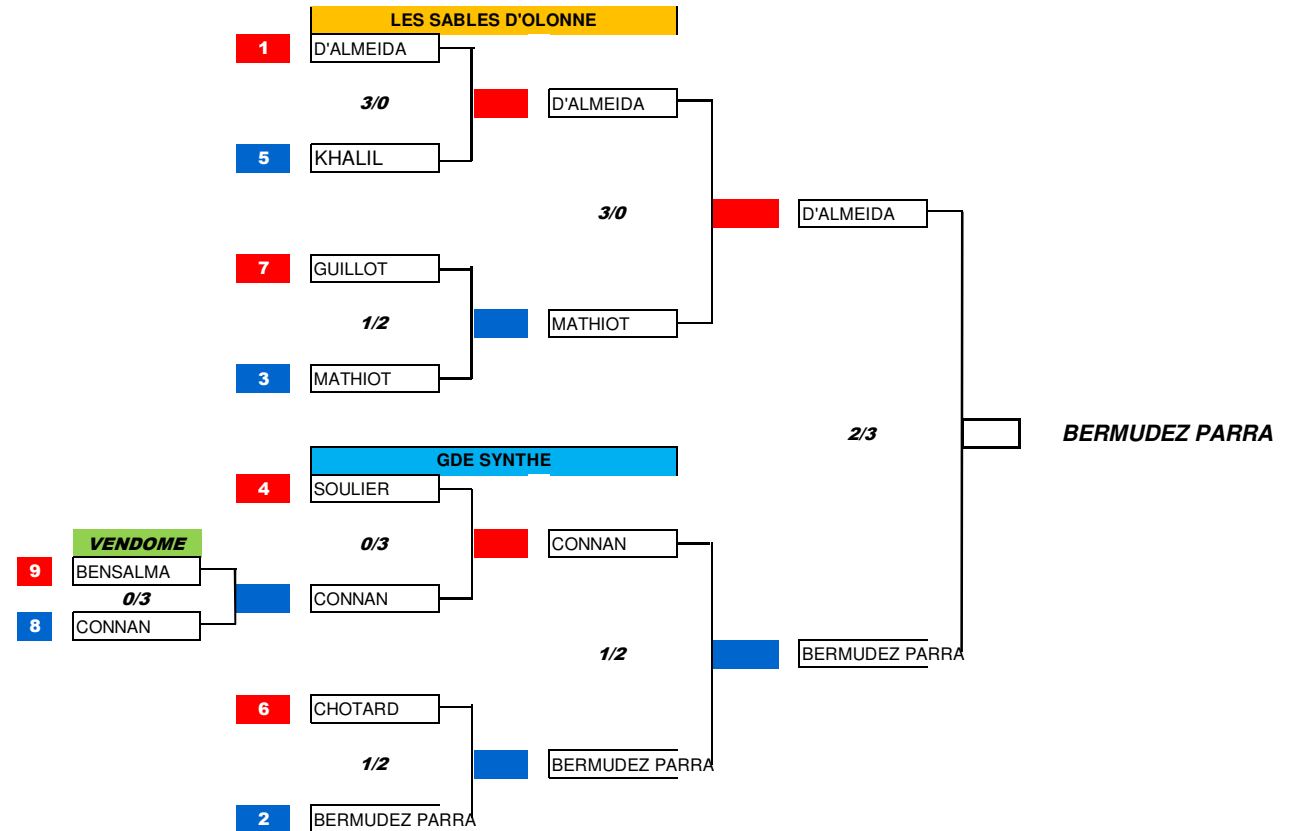 LES SABLES D'OLONNE
1 D'ALMEIDA
3/0 D'ALMEIDA
5 KHALIL
3/0 D'ALMEIDA
7 GUILLOT
1/2 MATHIOT
3 MATHIOT
2/3 BERMUDEZ PARRA
GDE SYNTHE
4 SOULIER
VENDOME 0/3 CONNAN
9 BENSALMA
0/3 CONNAN
8 CONNAN
1/2 BERMUDEZ PARRA
6 CHOTARD
1/2 BERMUDEZ PARRA
2 BERMUDEZ PARRA